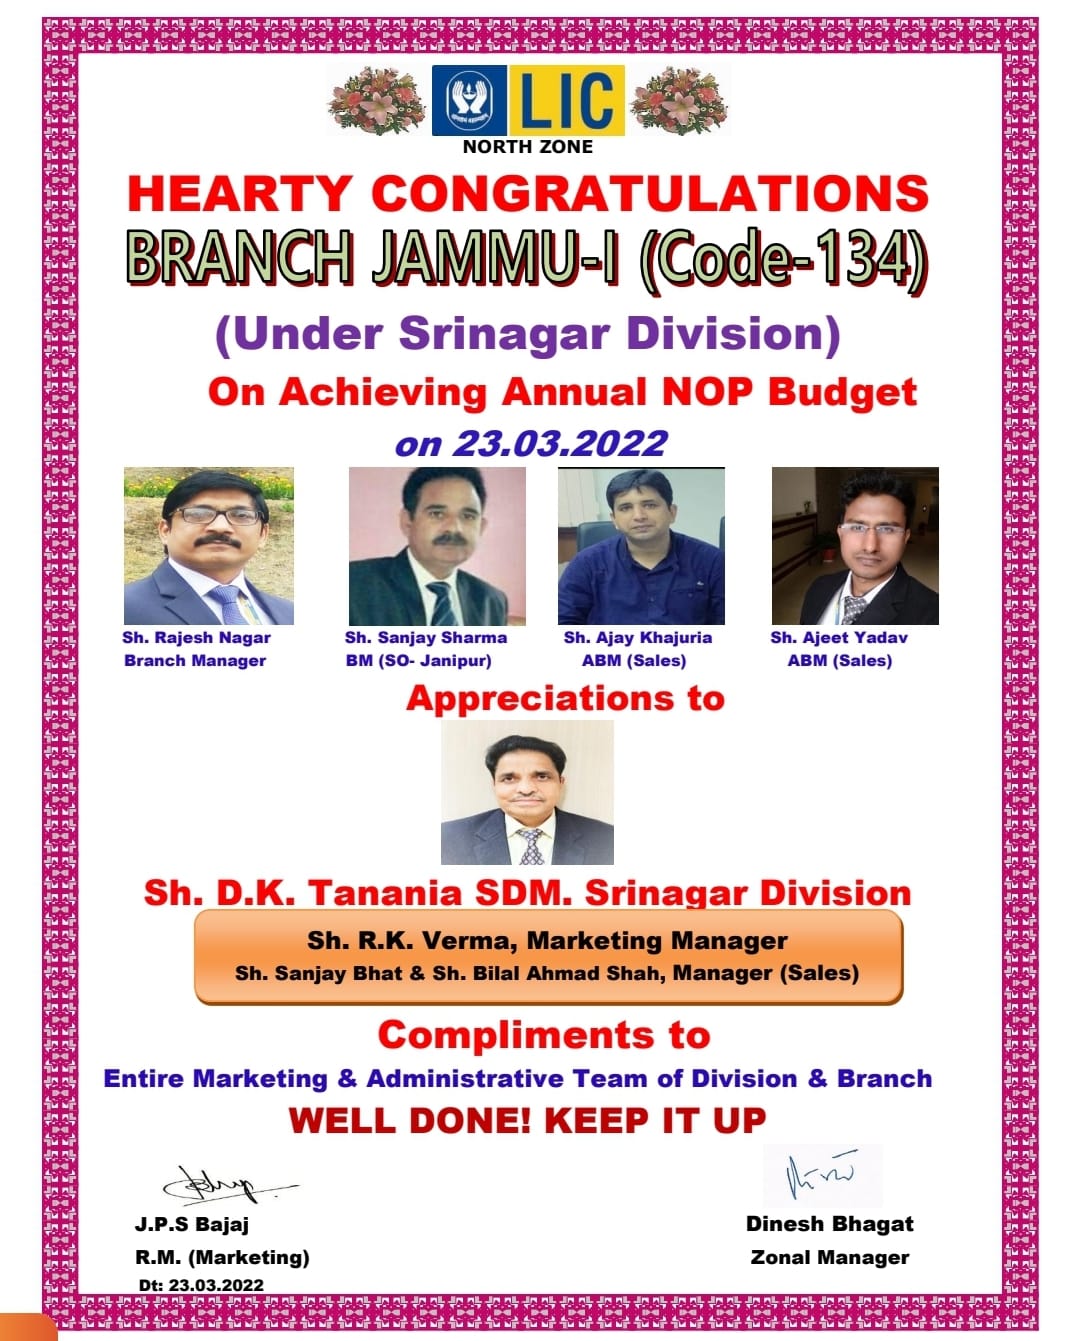 LIC
NORTH ZONE
HEARTY CONGRATULATIONS
BRANCH JAMMU-I (Code-134)
(Under Srinagar Division)
On Achieving Annual NOP Budget
on 23.03.2022
Sh. Rajesh Nagar
Branch Manager
Sh. Sanjay Sharma
BM (SO- Janipur)
Sh. Ajay Khajuria
ABM (Sales)
Sh. Ajeet Yadav
ABM (Sales)
Appreciations to
Sh. D.K. Tanania SDM. Srinagar Division
Sh. R.K. Verma, Marketing Manager
Sh. Sanjay Bhat & Sh. Bilal Ahmad Shah, Manager (Sales)
Compliments to
Entire Marketing & Administrative Team of Division & Branch
WELL DONE! KEEP IT UP
J.P.S Bajaj
R.M. (Marketing)
Dt: 23.03.2022
Dinesh Bhagat
Zonal Manager